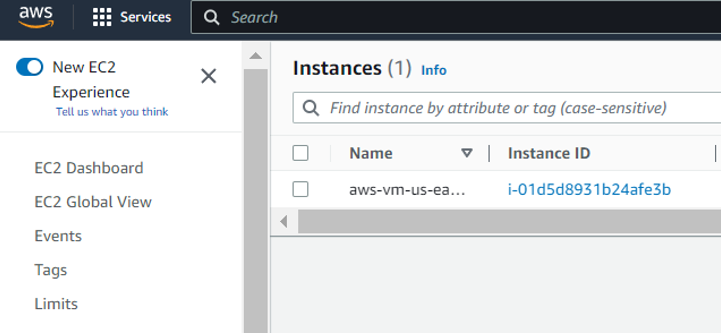 aws Services Search
New EC2
Experience
Tell us what you think
EC2 Dashboard
EC2 Global View
Events
Tags
Limits
Instances (1) Info
Find instance by attribute or tag (case-sensitive)
Name Instance ID
aws-vm-us-ea... i-01d5d8931b24afe3b